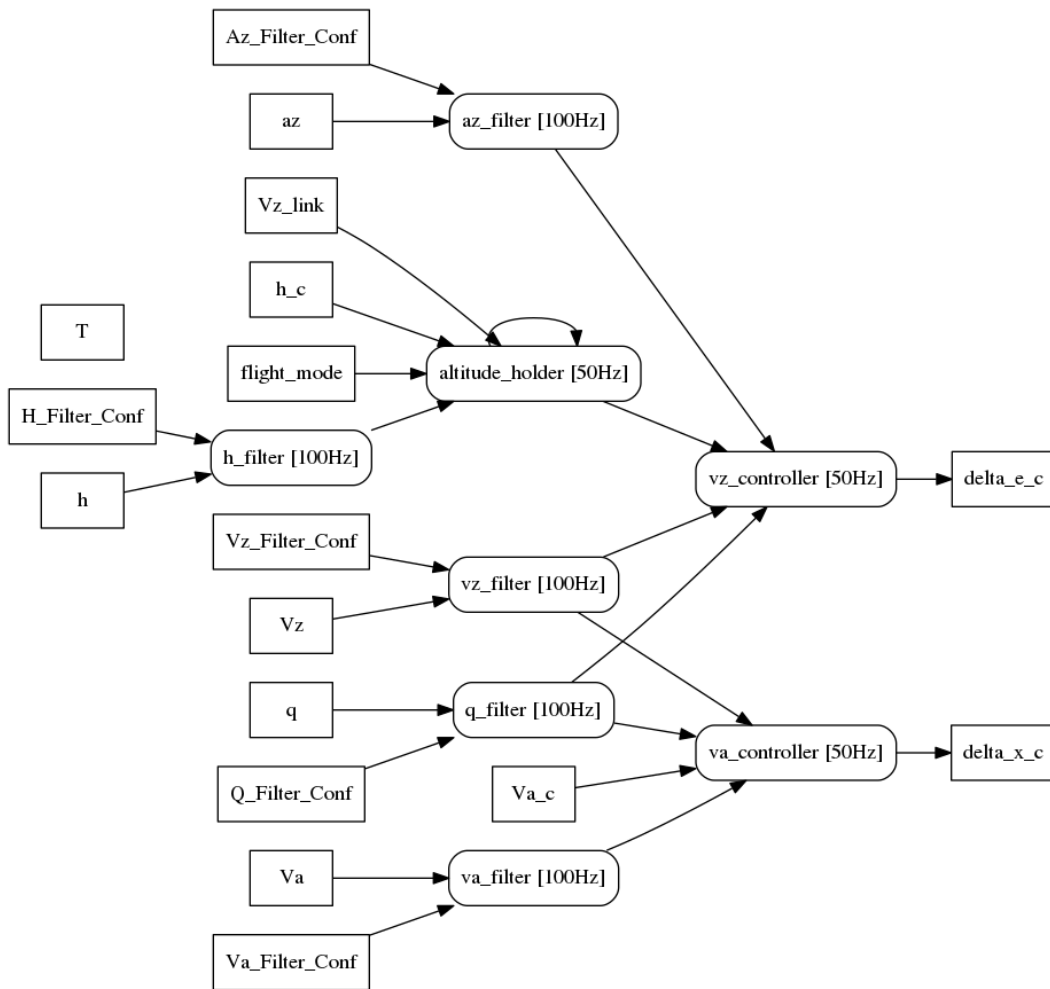 Az_Filter_Conf
az
az_filter [100Hz]
Vz_link
h_c
T
flight_mode
altitude_holder [50Hz]
H_Filter_Conf
h_filter [100Hz]
h
vz_controller [50Hz]
delta_e_c
Vz_Filter_Conf
vz_filter [100Hz]
Vz
q
q_filter [100Hz]
va_controller [50Hz]
delta_x_c
Q_Filter_Conf
Va_c
Va
va_filter [100Hz]
Va_Filter_Conf